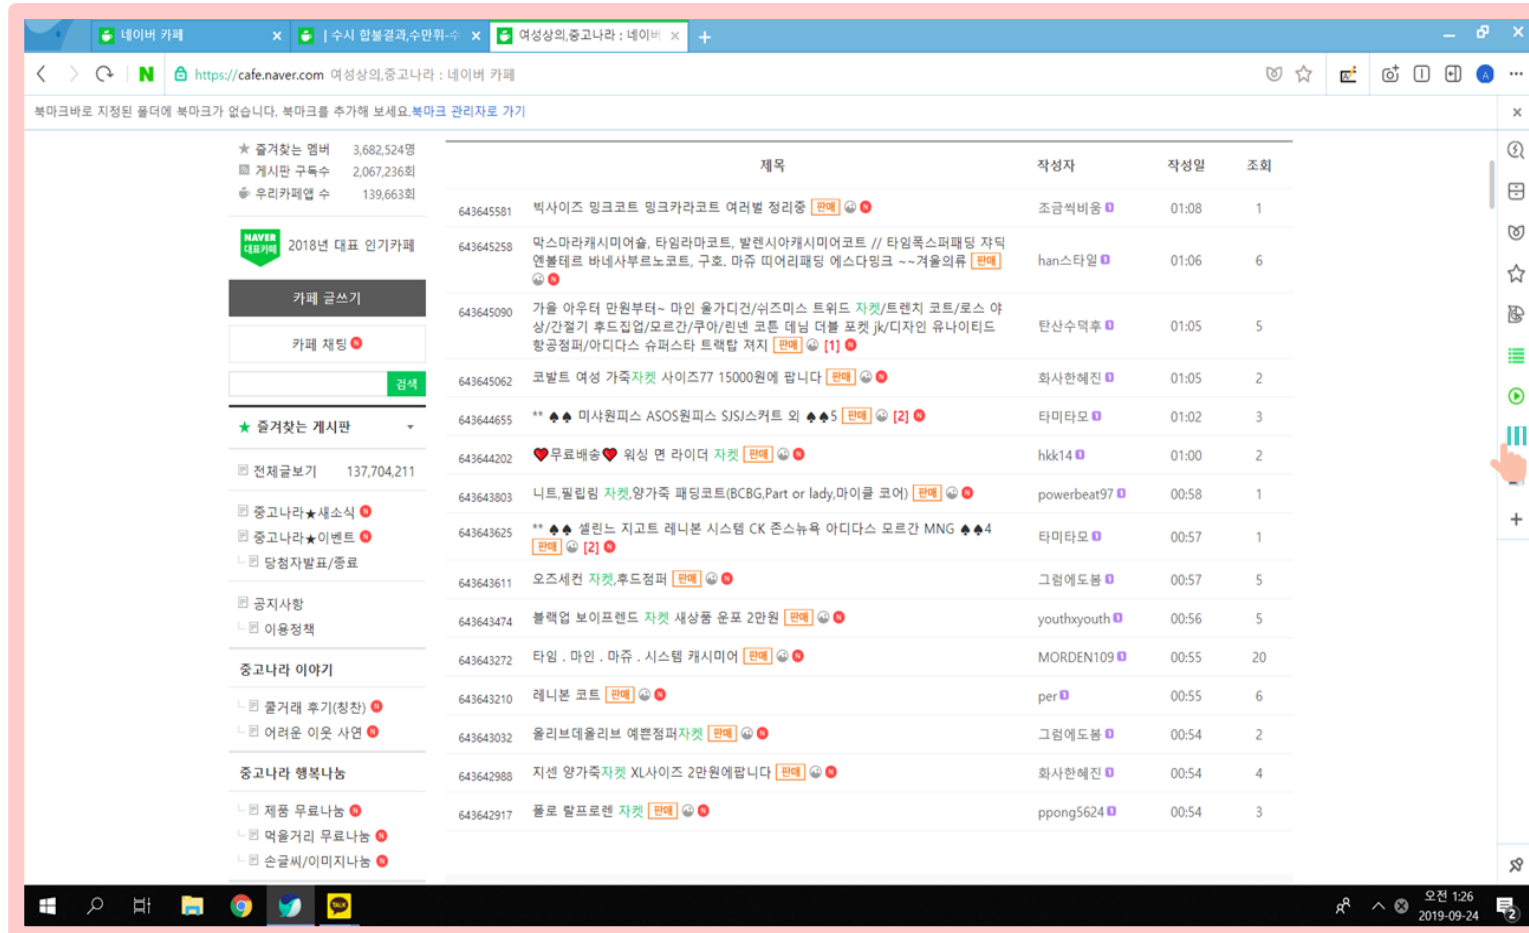 네이버 카페
| 수시 합불결과,수만휘-수
여성상의,중고나라 : 네이버
https://cafe.naver.com 여성상의,중고나라 : 네이버 카페
북마크바로 지정된 폴더에 북마크가 없습니다. 북마크를 추가해 보세요.북마크 관리자로 가기
즐겨찾는 멤버 3,682,524명
게시판 구독수 2,067,236회
우리카페앱 수 139,663회
NAVER
대표카페
2018년 대표 인기카페
카페 글쓰기
카페 채팅 N
검색
★ 즐겨찾는 게시판
전체글보기 137,704,211
중고나라★새소식 N
중고나라★이벤트 N
당첨자발표/종료
공지사항
이용정책
중고나라 이야기
쿨거래 후기(칭찬) N
어려운 이웃 사연 N
중고나라 행복나눔
제품 무료나눔 N
먹을거리 무료나눔 N
손글씨/이미지나눔 N
제목 작성자 작성일 조회
643645581 빅사이즈 밍크코트 밍크카라코트 여러벌 정리중 판매 N 조금씩비움 01:08 1
643645258 막스마라캐시미어숄, 타임라마코트, 발렌시아캐시미어코트 // 타임폭스퍼패딩 쟈딕
엔볼테르 바네사부르노코트, 구호. 마쥬 띠어리패딩 에스다밍크 ~~겨울의류 판매
N han스타일 01:06 6
643645090 가을 아우터 만원부터~ 마인 울가디건/쉬즈미스 트위드 자켓/트렌치 코트/로스 야
상/간절기 후드집업/모르간/쿠아/린넨 코튼 데님 더블 포켓 jk/디자인 유나이티드
항공점퍼/아디다스 슈퍼스타 트랙탑 져지 판매 [1] N 탄산수덕후 01:05 5
643645062 코발트 여성 가죽자켓 사이즈77 15000원에 팝니다 판매 N 화사한혜진 01:05 2
643644655 ** ♠♠ 미샤원피스 ASOS원피스 SJSJ스커트 외 ♠♠5 판매 [2] N 타미타모 01:02 3
643644202 ❤무료배송❤ 워싱 면 라이더 자켓 판매 N hkk14 01:00 2
643643803 니트,필립림 자켓,양가죽 패딩코트(BCBG,Part or lady,마이클 코어) 판매 N powerbeat97 00:58 1
643643625 ** ♠♠ 셀린느 지고트 레니본 시스템 CK 존스뉴욕 아디다스 모르간 MNG ♠♠4
판매 [2] N 타미타모 00:57 1
643643611 오즈세컨 자켓,후드점퍼 판매 N 그럼에도봄 00:57 5
643643474 블랙업 보이프렌드 자켓 새상품 운포 2만원 판매 N youthxyouth 00:56 5
643643272 타임 . 마인 . 마쥬 . 시스템 캐시미어 판매 N MORDEN109 00:55 20
643643210 레니본 코트 판매 N per 00:55 6
643643032 올리브데올리브 예쁜점퍼자켓 판매 N 그럼에도봄 00:54 2
643642988 지센 양가죽자켓 XL사이즈 2만원에팝니다 판매 N 화사한혜진 00:54 4
643642917 폴로 랄프로렌 자켓 판매 N ppong5624 00:54 3
TALK
오전 1:26
2019-09-24
2